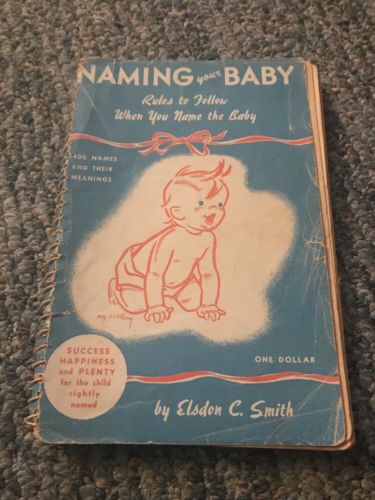 NAMING your BABY
Rules to Follow
When You Name the Baby
400 NAMES
AND THEIR
MEANINGS
SUCCESS
HAPPINESS
and PLENTY
for the child
rightly
named
ONE DOLLAR
by Elsdon C. Smith